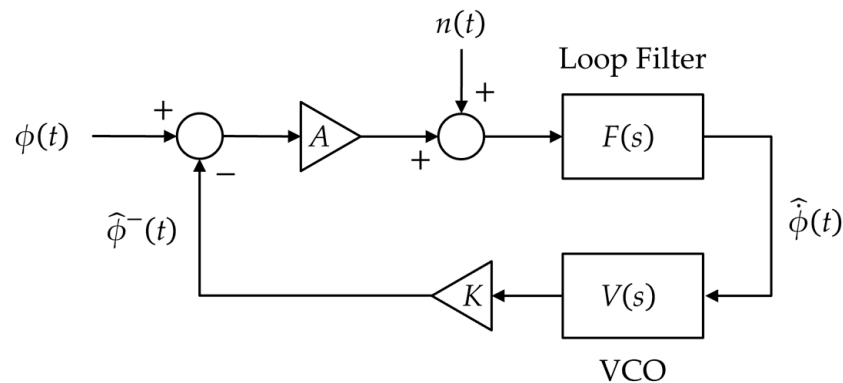 n(t)
+
Loop Filter
ϕ(t)
+
A
+
F(s)
−
ϕ̂⁻(t)
ϕ̇̂(t)
K
V(s)
VCO